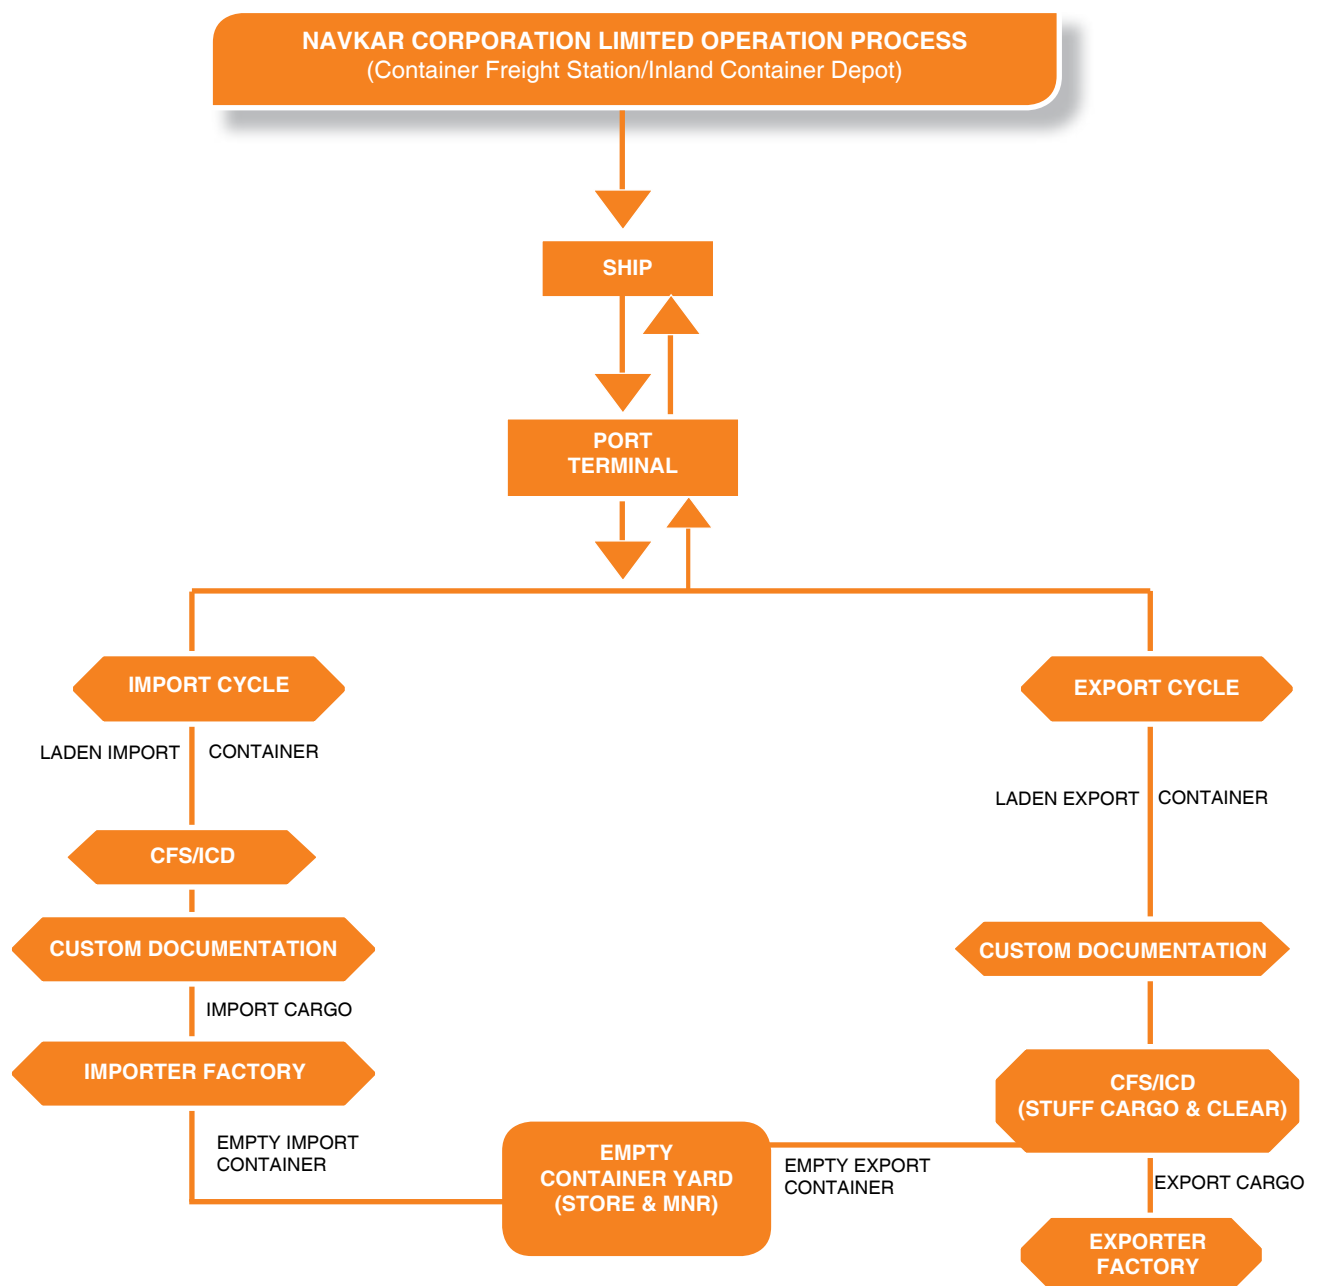 NAVKAR CORPORATION LIMITED OPERATION PROCESS
(Container Freight Station/Inland Container Depot)
SHIP
PORT
TERMINAL
IMPORT CYCLE
EXPORT CYCLE
LADEN IMPORT CONTAINER
LADEN EXPORT CONTAINER
CFS/ICD
CUSTOM DOCUMENTATION
CUSTOM DOCUMENTATION
IMPORT CARGO
IMPORTER FACTORY
CFS/ICD
(STUFF CARGO & CLEAR)
EMPTY IMPORT
CONTAINER
EMPTY
CONTAINER YARD
(STORE & MNR)
EMPTY EXPORT
CONTAINER
EXPORT CARGO
EXPORTER
FACTORY